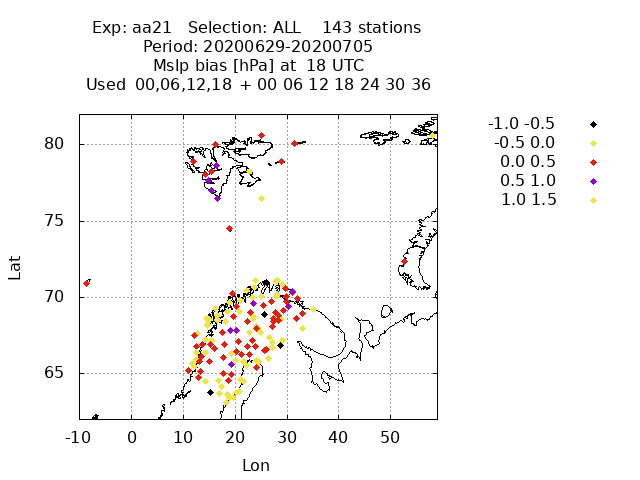 Exp: aa21 Selection: ALL 143 stations
Period: 20200629-20200705
Mslp bias [hPa] at 18 UTC
Used 00,06,12,18 + 00 06 12 18 24 30 36
-1.0 -0.5
-0.5 0.0
0.0 0.5
0.5 1.0
1.0 1.5
80
75
70
65
Lat
-10 0 10 20 30 40 50
Lon